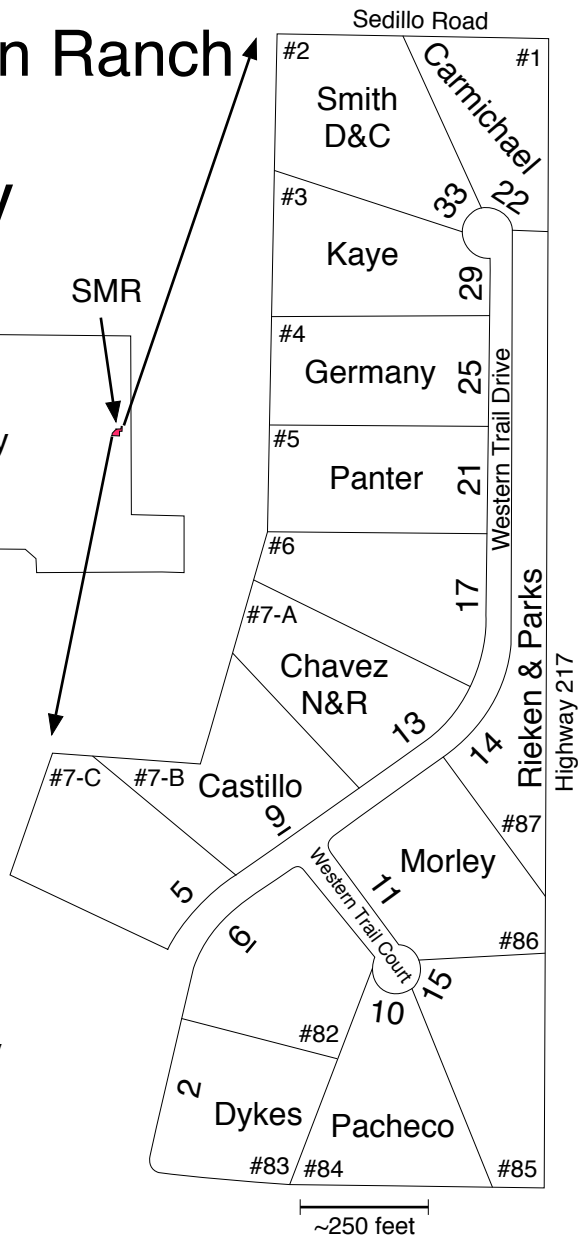 Sedillo Road
n Ranch
#2
#1
Carmichael
Smith
D&C
y
33
22
#3
Kaye
29
SMR
#4
Germany
25
Western Trail Drive
y
#5
Panter
21
#6
17
#7-A
Chavez
N&R
13
14
Rieken & Parks
Highway 217
#7-C
#7-B
Castillo
9
#87
Morley
11
Western Trail Court
5
6
#86
15
10
#82
2
Dykes
Pacheco
#83
#84
#85
~250 feet